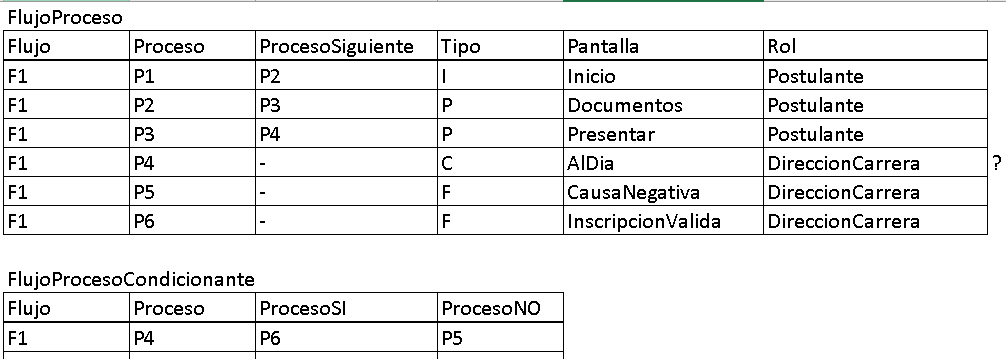 FlujoProceso
Flujo Proceso ProcesoSiguiente Tipo Pantalla Rol
F1 P1 P2 I Inicio Postulante
F1 P2 P3 P Documentos Postulante
F1 P3 P4 P Presentar Postulante
F1 P4 - C AlDia DireccionCarrera ?
F1 P5 - F CausaNegativa DireccionCarrera
F1 P6 - F InscripcionValida DireccionCarrera
FlujoProcesoCondicionante
Flujo Proceso ProcesoSI ProcesoNO
F1 P4 P6 P5